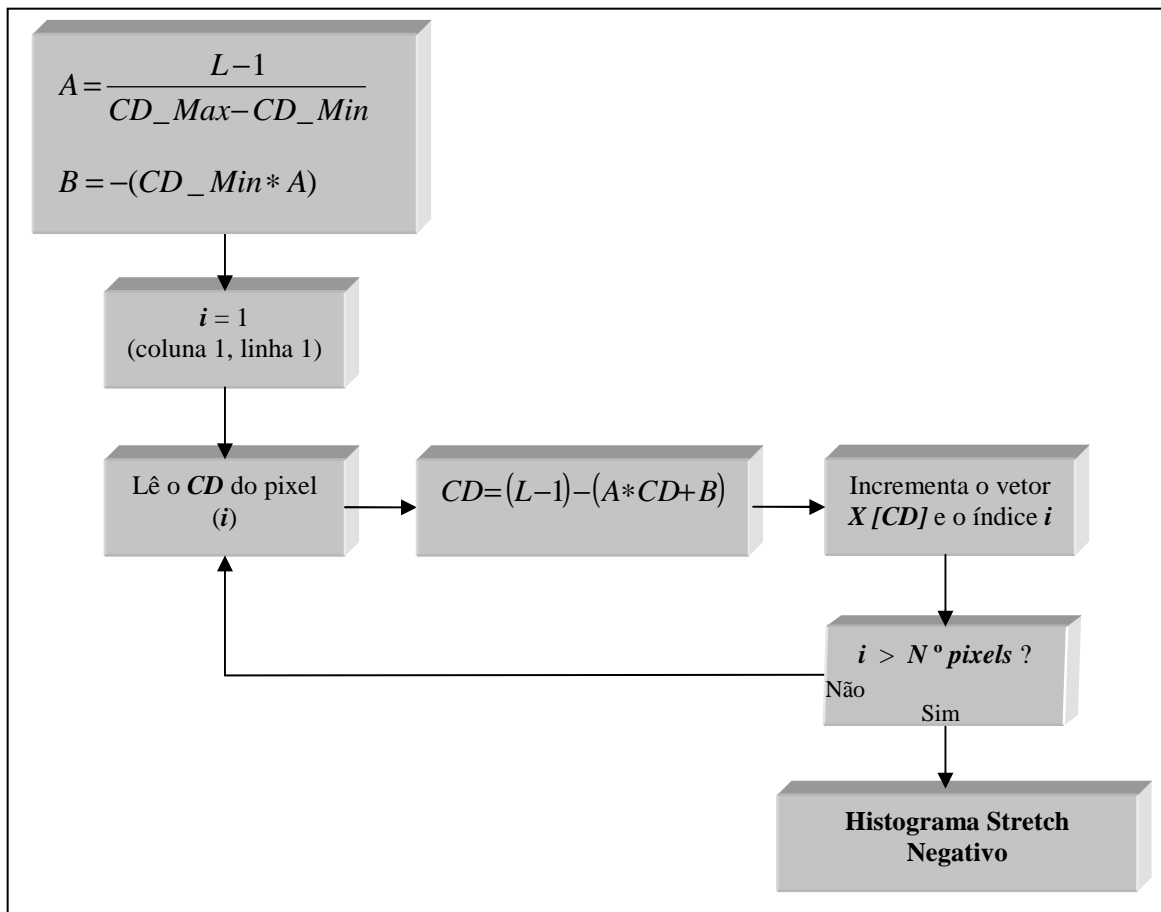 A = L−1 / CD_Max−CD_Min
B = −(CD_Min * A)
i = 1
(coluna 1, linha 1)
Lê o CD do pixel
(i)
CD=(L−1)−(A*CD+B)
Incrementa o vetor
X [CD] e o índice i
i > N º pixels ?
Não
Sim
Histograma Stretch
Negativo